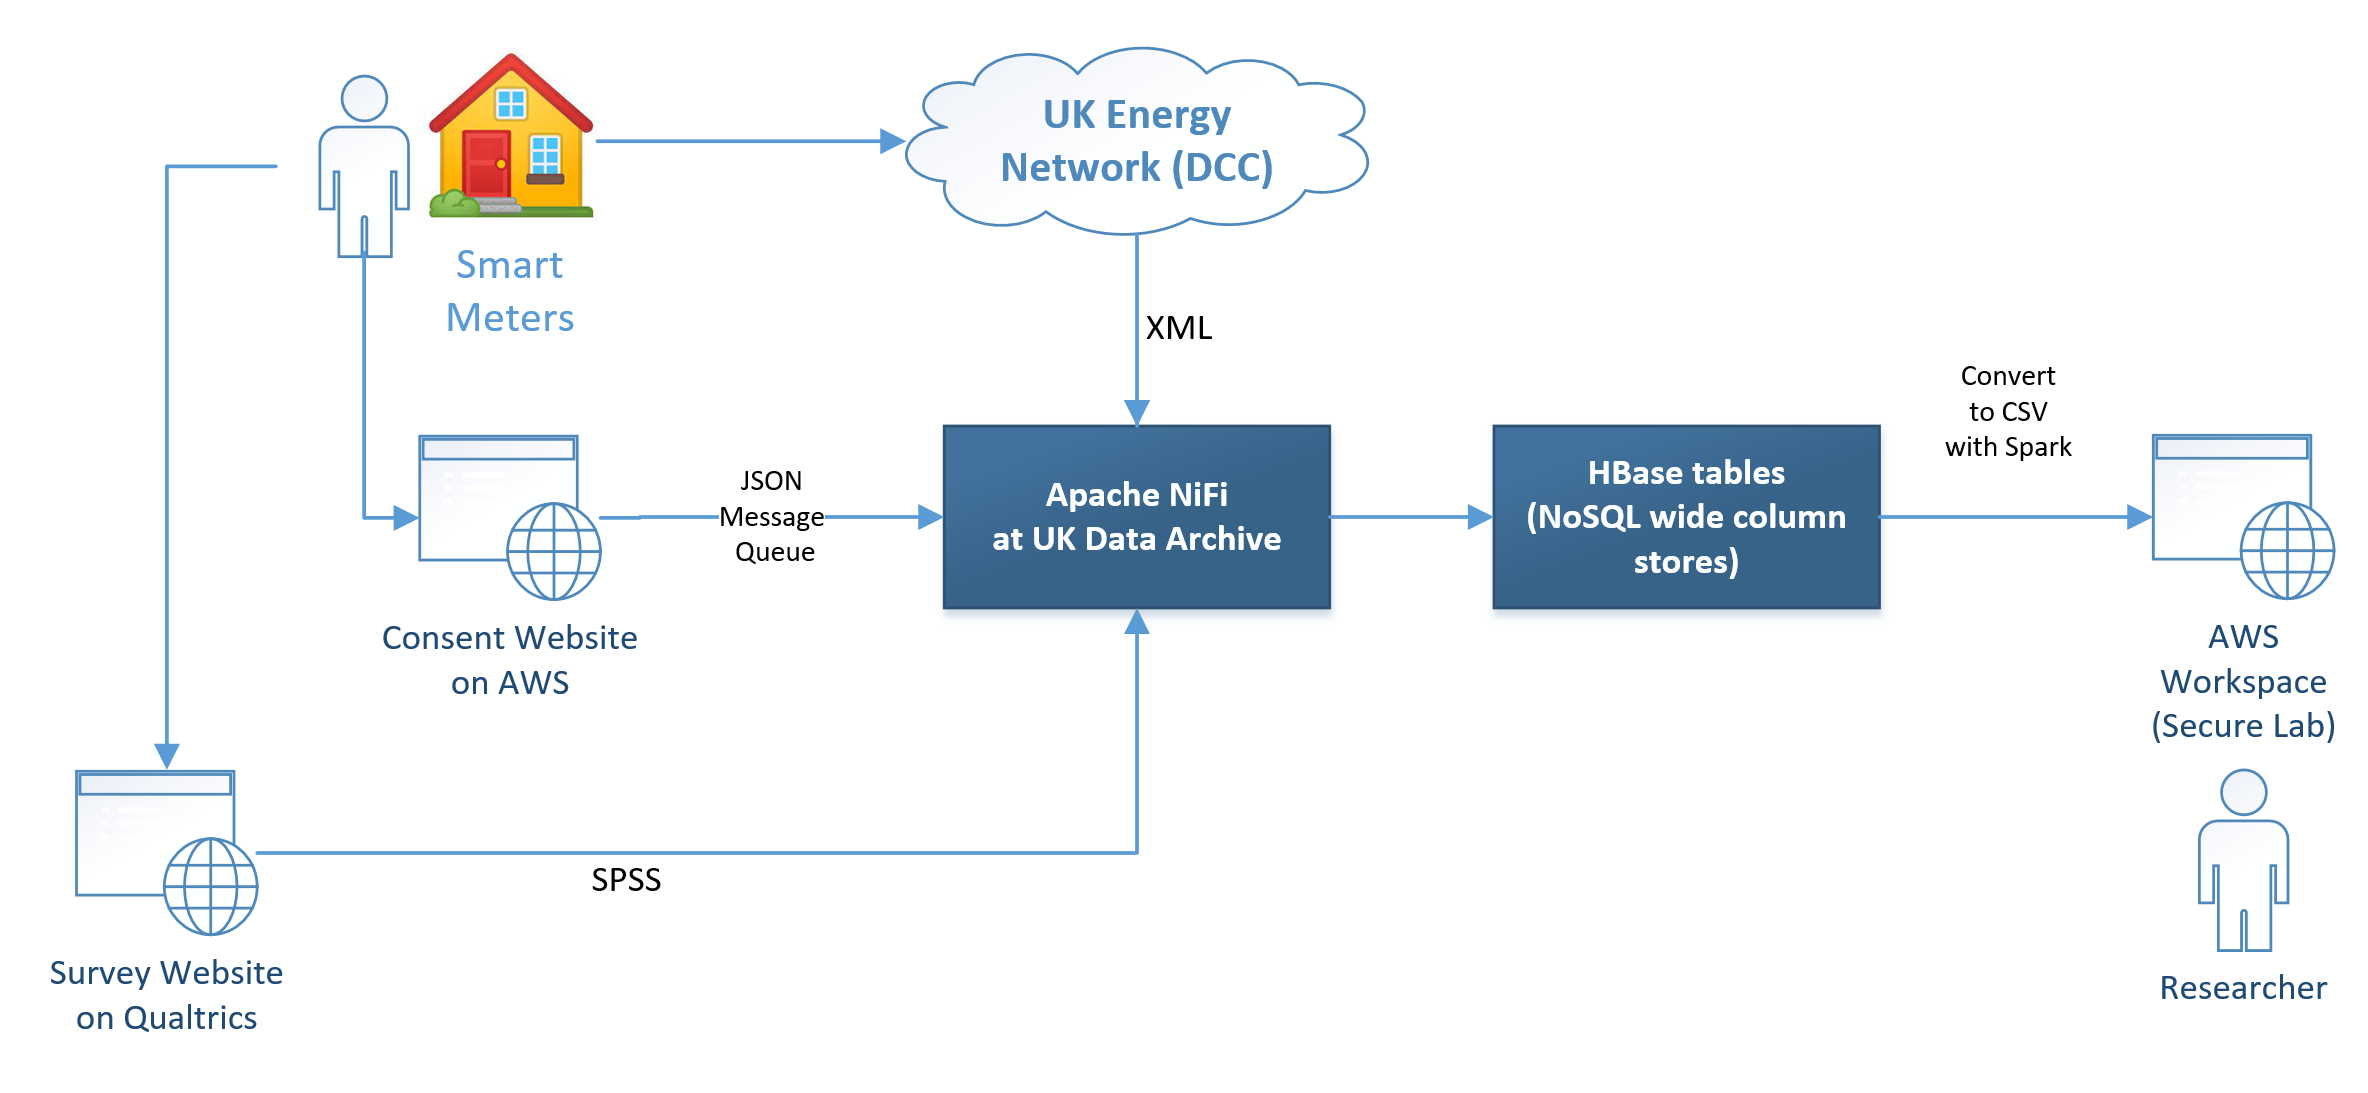 UK Energy
Network (DCC)
Smart
Meters
XML
Convert
to CSV
with Spark
JSON
Message
Queue
Apache NiFi
at UK Data Archive
HBase tables
(NoSQL wide column
stores)
Consent Website
on AWS
AWS
Workspace
(Secure Lab)
SPSS
Survey Website
on Qualtrics
Researcher